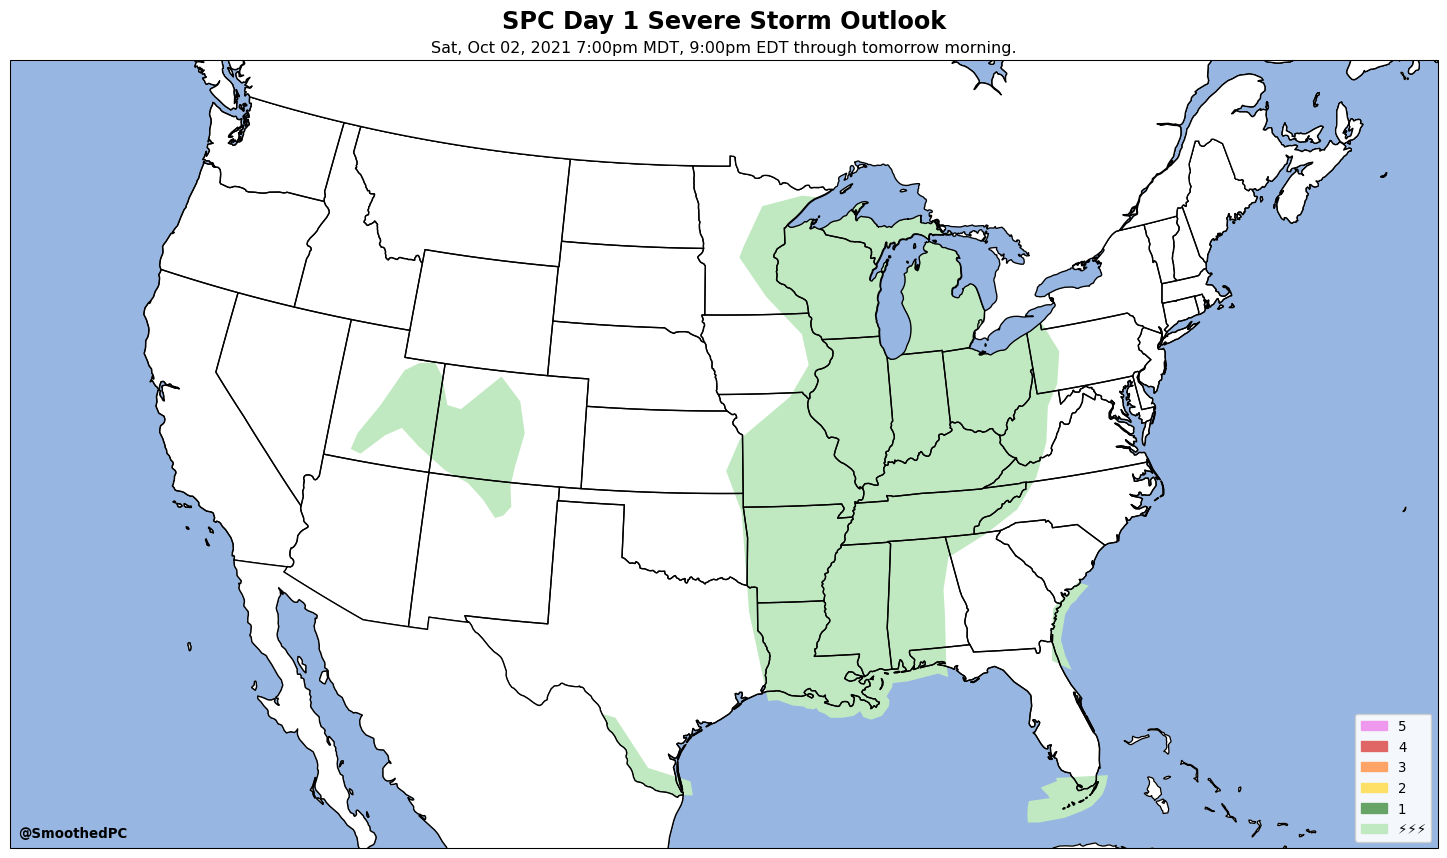 SPC Day 1 Severe Storm Outlook
Sat, Oct 02, 2021 7:00pm MDT, 9:00pm EDT through tomorrow morning.
5
4
3
2
1
⚡⚡⚡
@SmoothedPC